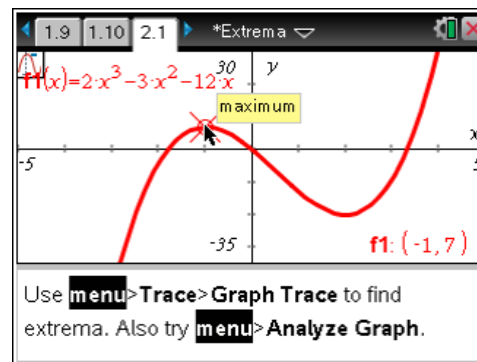 1.9 1.10 2.1 *Extrema
f1(x)=2·x³-3·x²-12·x 30 y
maximum
x
-5 5
-35 f1: (-1,7)
Use menu>Trace>Graph Trace to find
extrema. Also try menu>Analyze Graph.